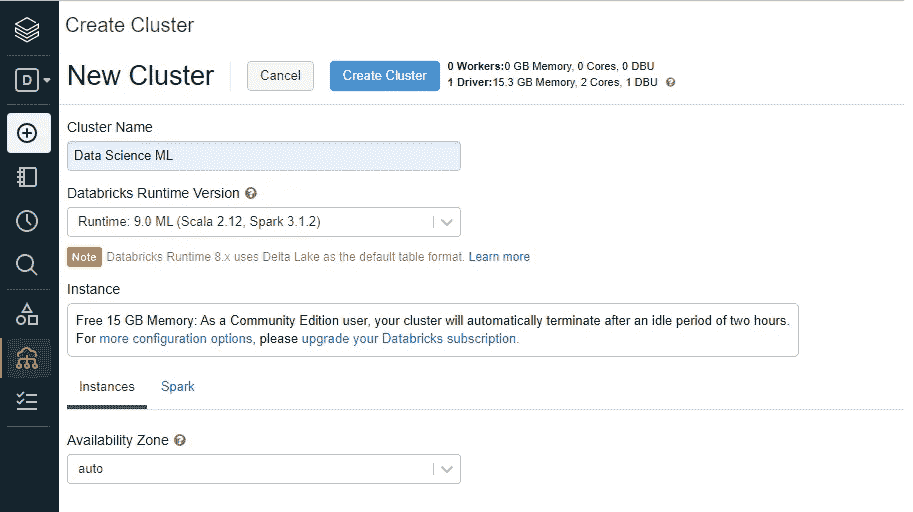 Create Cluster
D
New Cluster
Cancel
Create Cluster
0 Workers:0 GB Memory, 0 Cores, 0 DBU
1 Driver:15.3 GB Memory, 2 Cores, 1 DBU ?
Cluster Name
Data Science ML
Databricks Runtime Version ?
Runtime: 9.0 ML (Scala 2.12, Spark 3.1.2)
Note Databricks Runtime 8.x uses Delta Lake as the default table format. Learn more
Instance
Free 15 GB Memory: As a Community Edition user, your cluster will automatically terminate after an idle period of two hours.
For more configuration options, please upgrade your Databricks subscription.
Instances
Spark
Availability Zone ?
auto